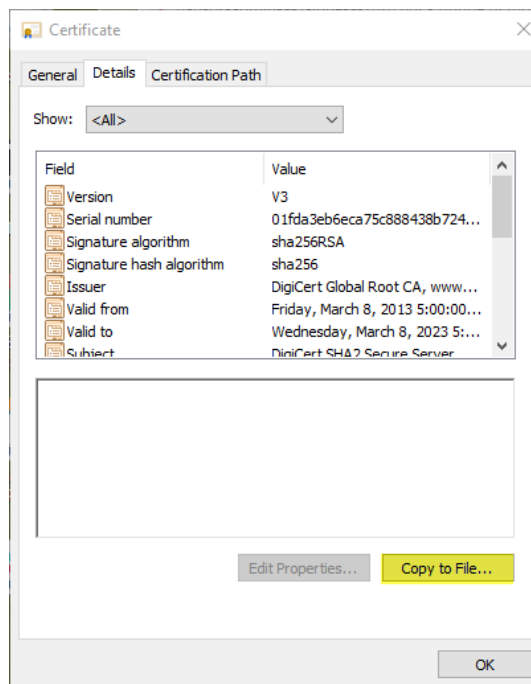 Certificate
General Details Certification Path
Show: <All>
Field Value
Version V3
Serial number 01fda3eb6eca75c888438b724...
Signature algorithm sha256RSA
Signature hash algorithm sha256
Issuer DigiCert Global Root CA, www...
Valid from Friday, March 8, 2013 5:00:00...
Valid to Wednesday, March 8, 2023 5:...
Subject DigiCert SHA2 Secure Server
Edit Properties... Copy to File...
OK